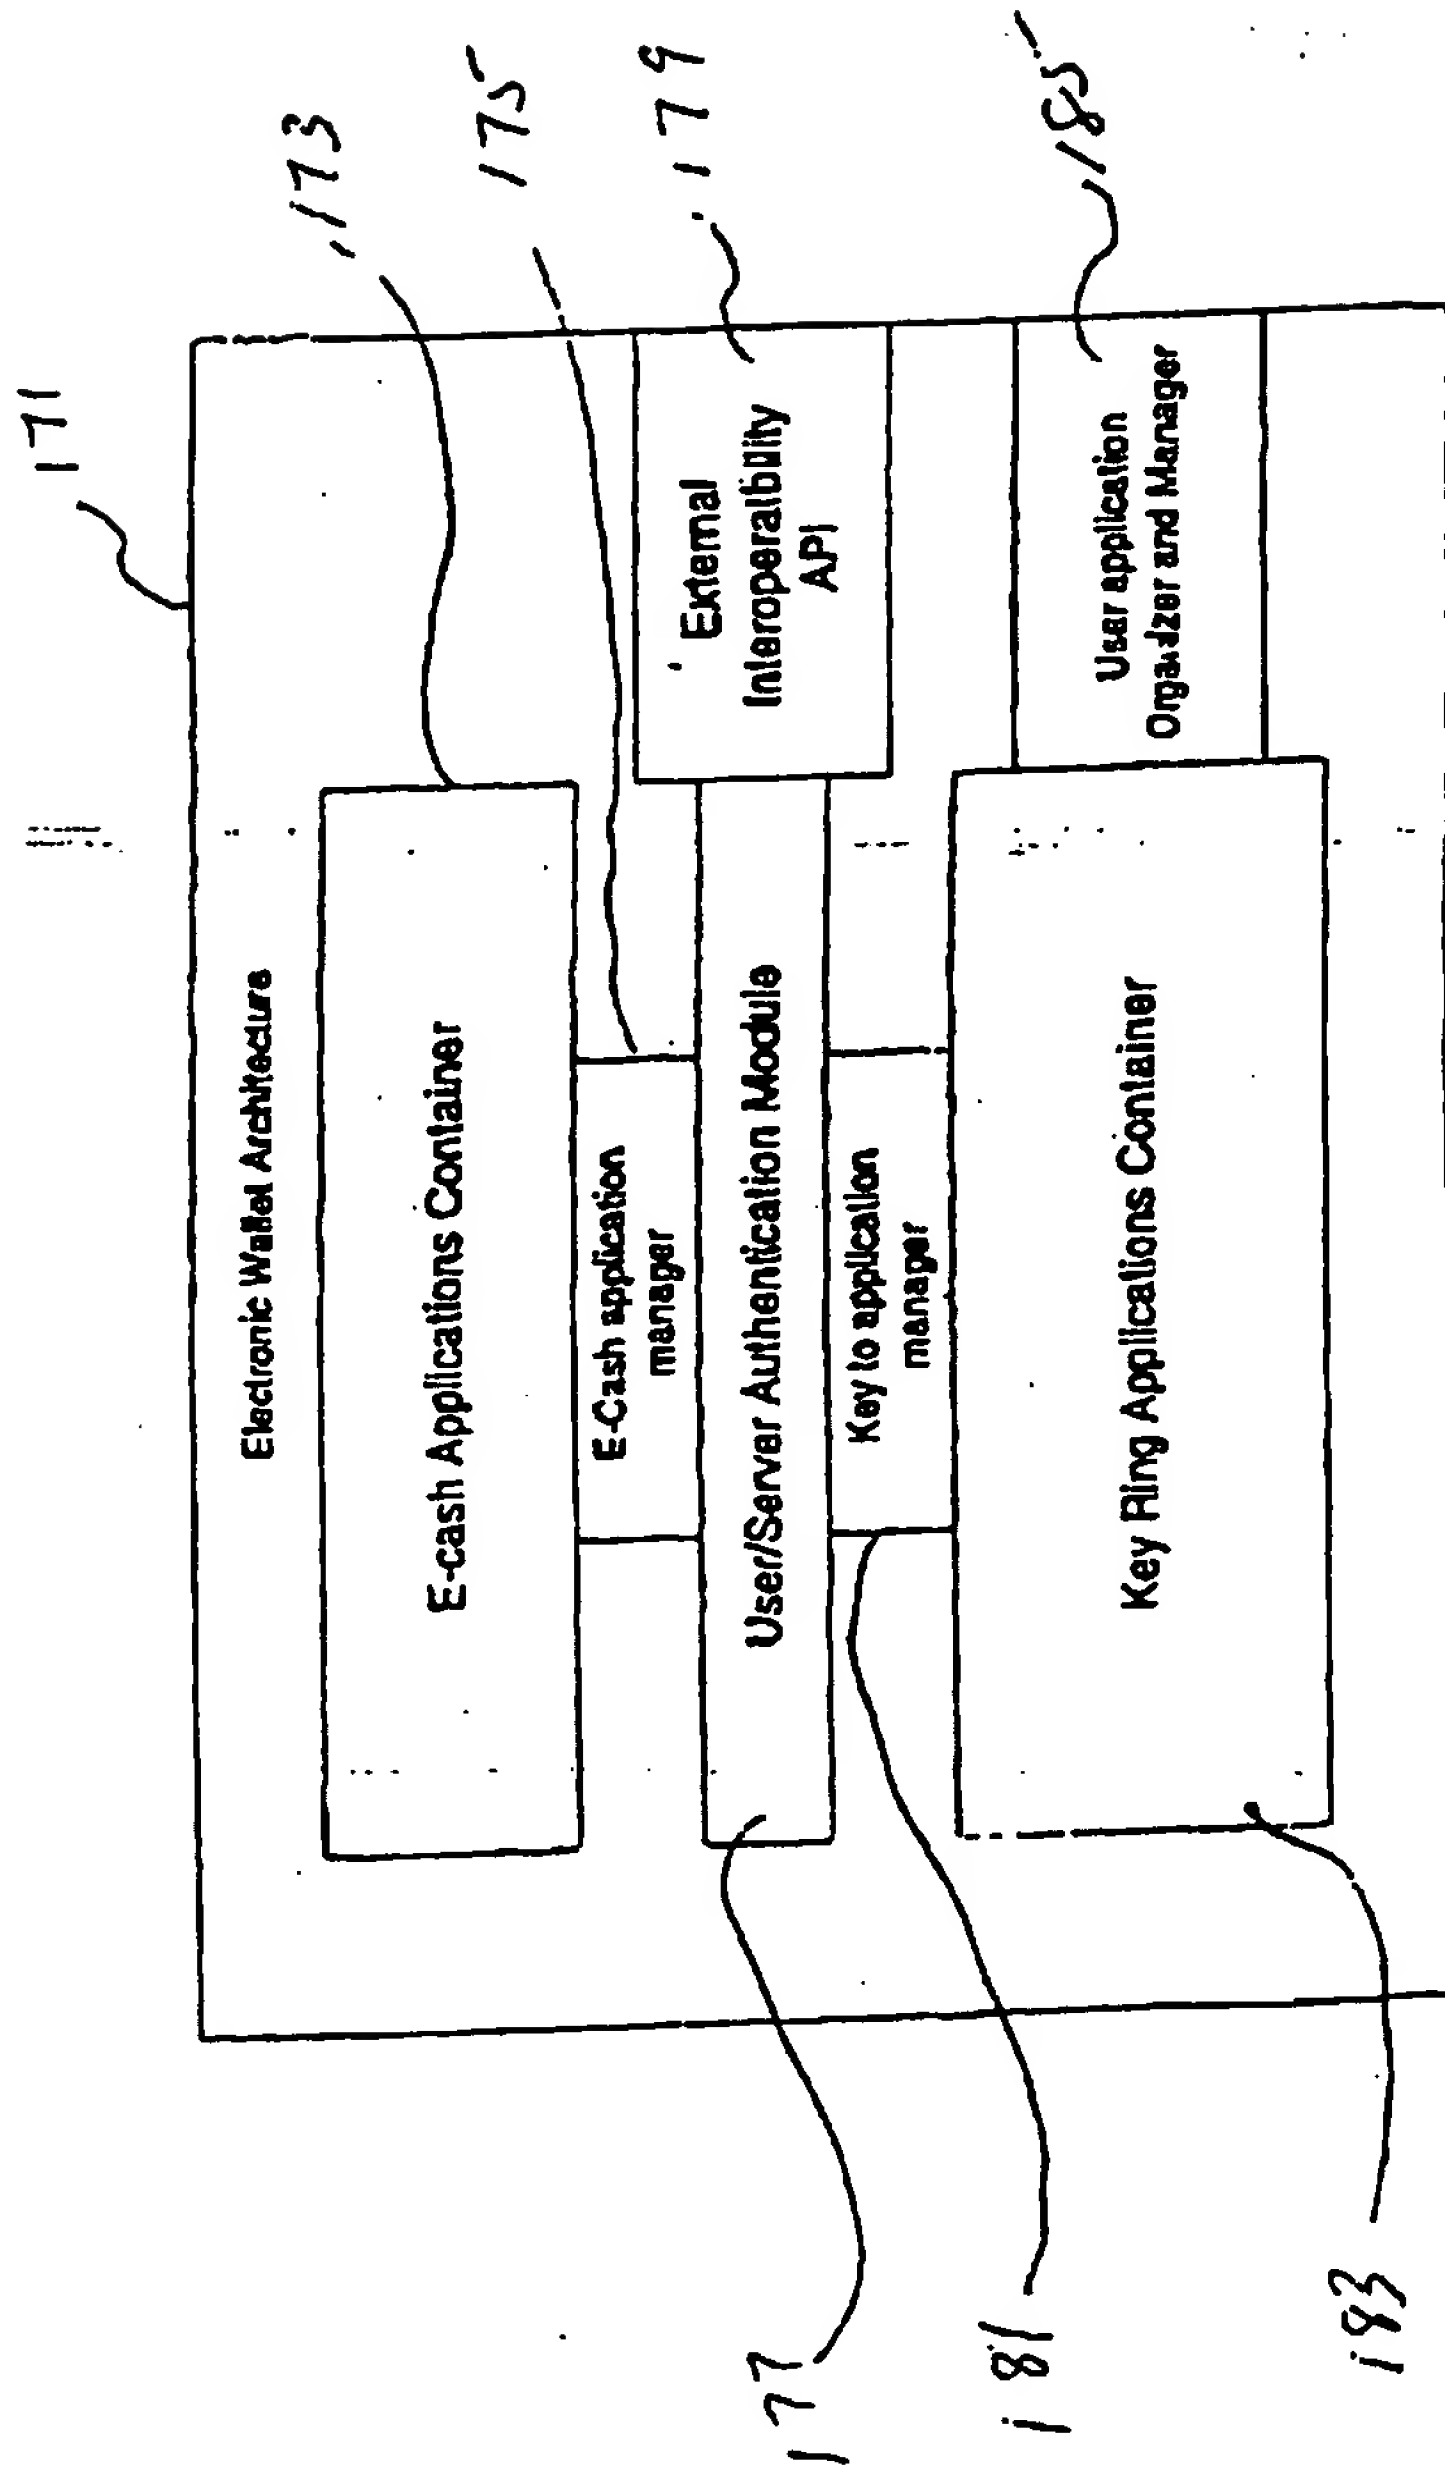 171
173
175
179
185
Electronic Wallet Architecture
E-cash Applications Container
E-Cash application
manager
External
Interoperalbility
API
User/Server Authentication Module
Key to application
manager
User application
Organizer and Manager
Key Ring Applications Container
177
181
183